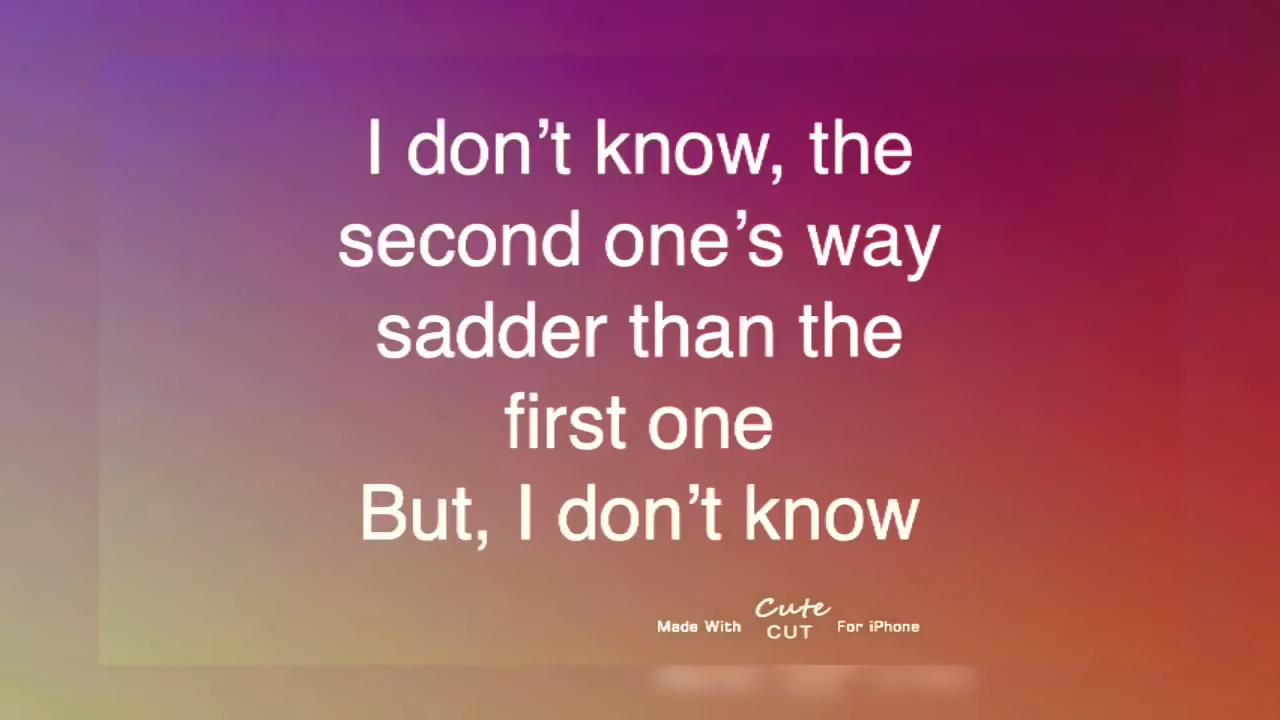 I don’t know, the
second one’s way
sadder than the
first one
But, I don’t know
Made With Cute CUT For iPhone